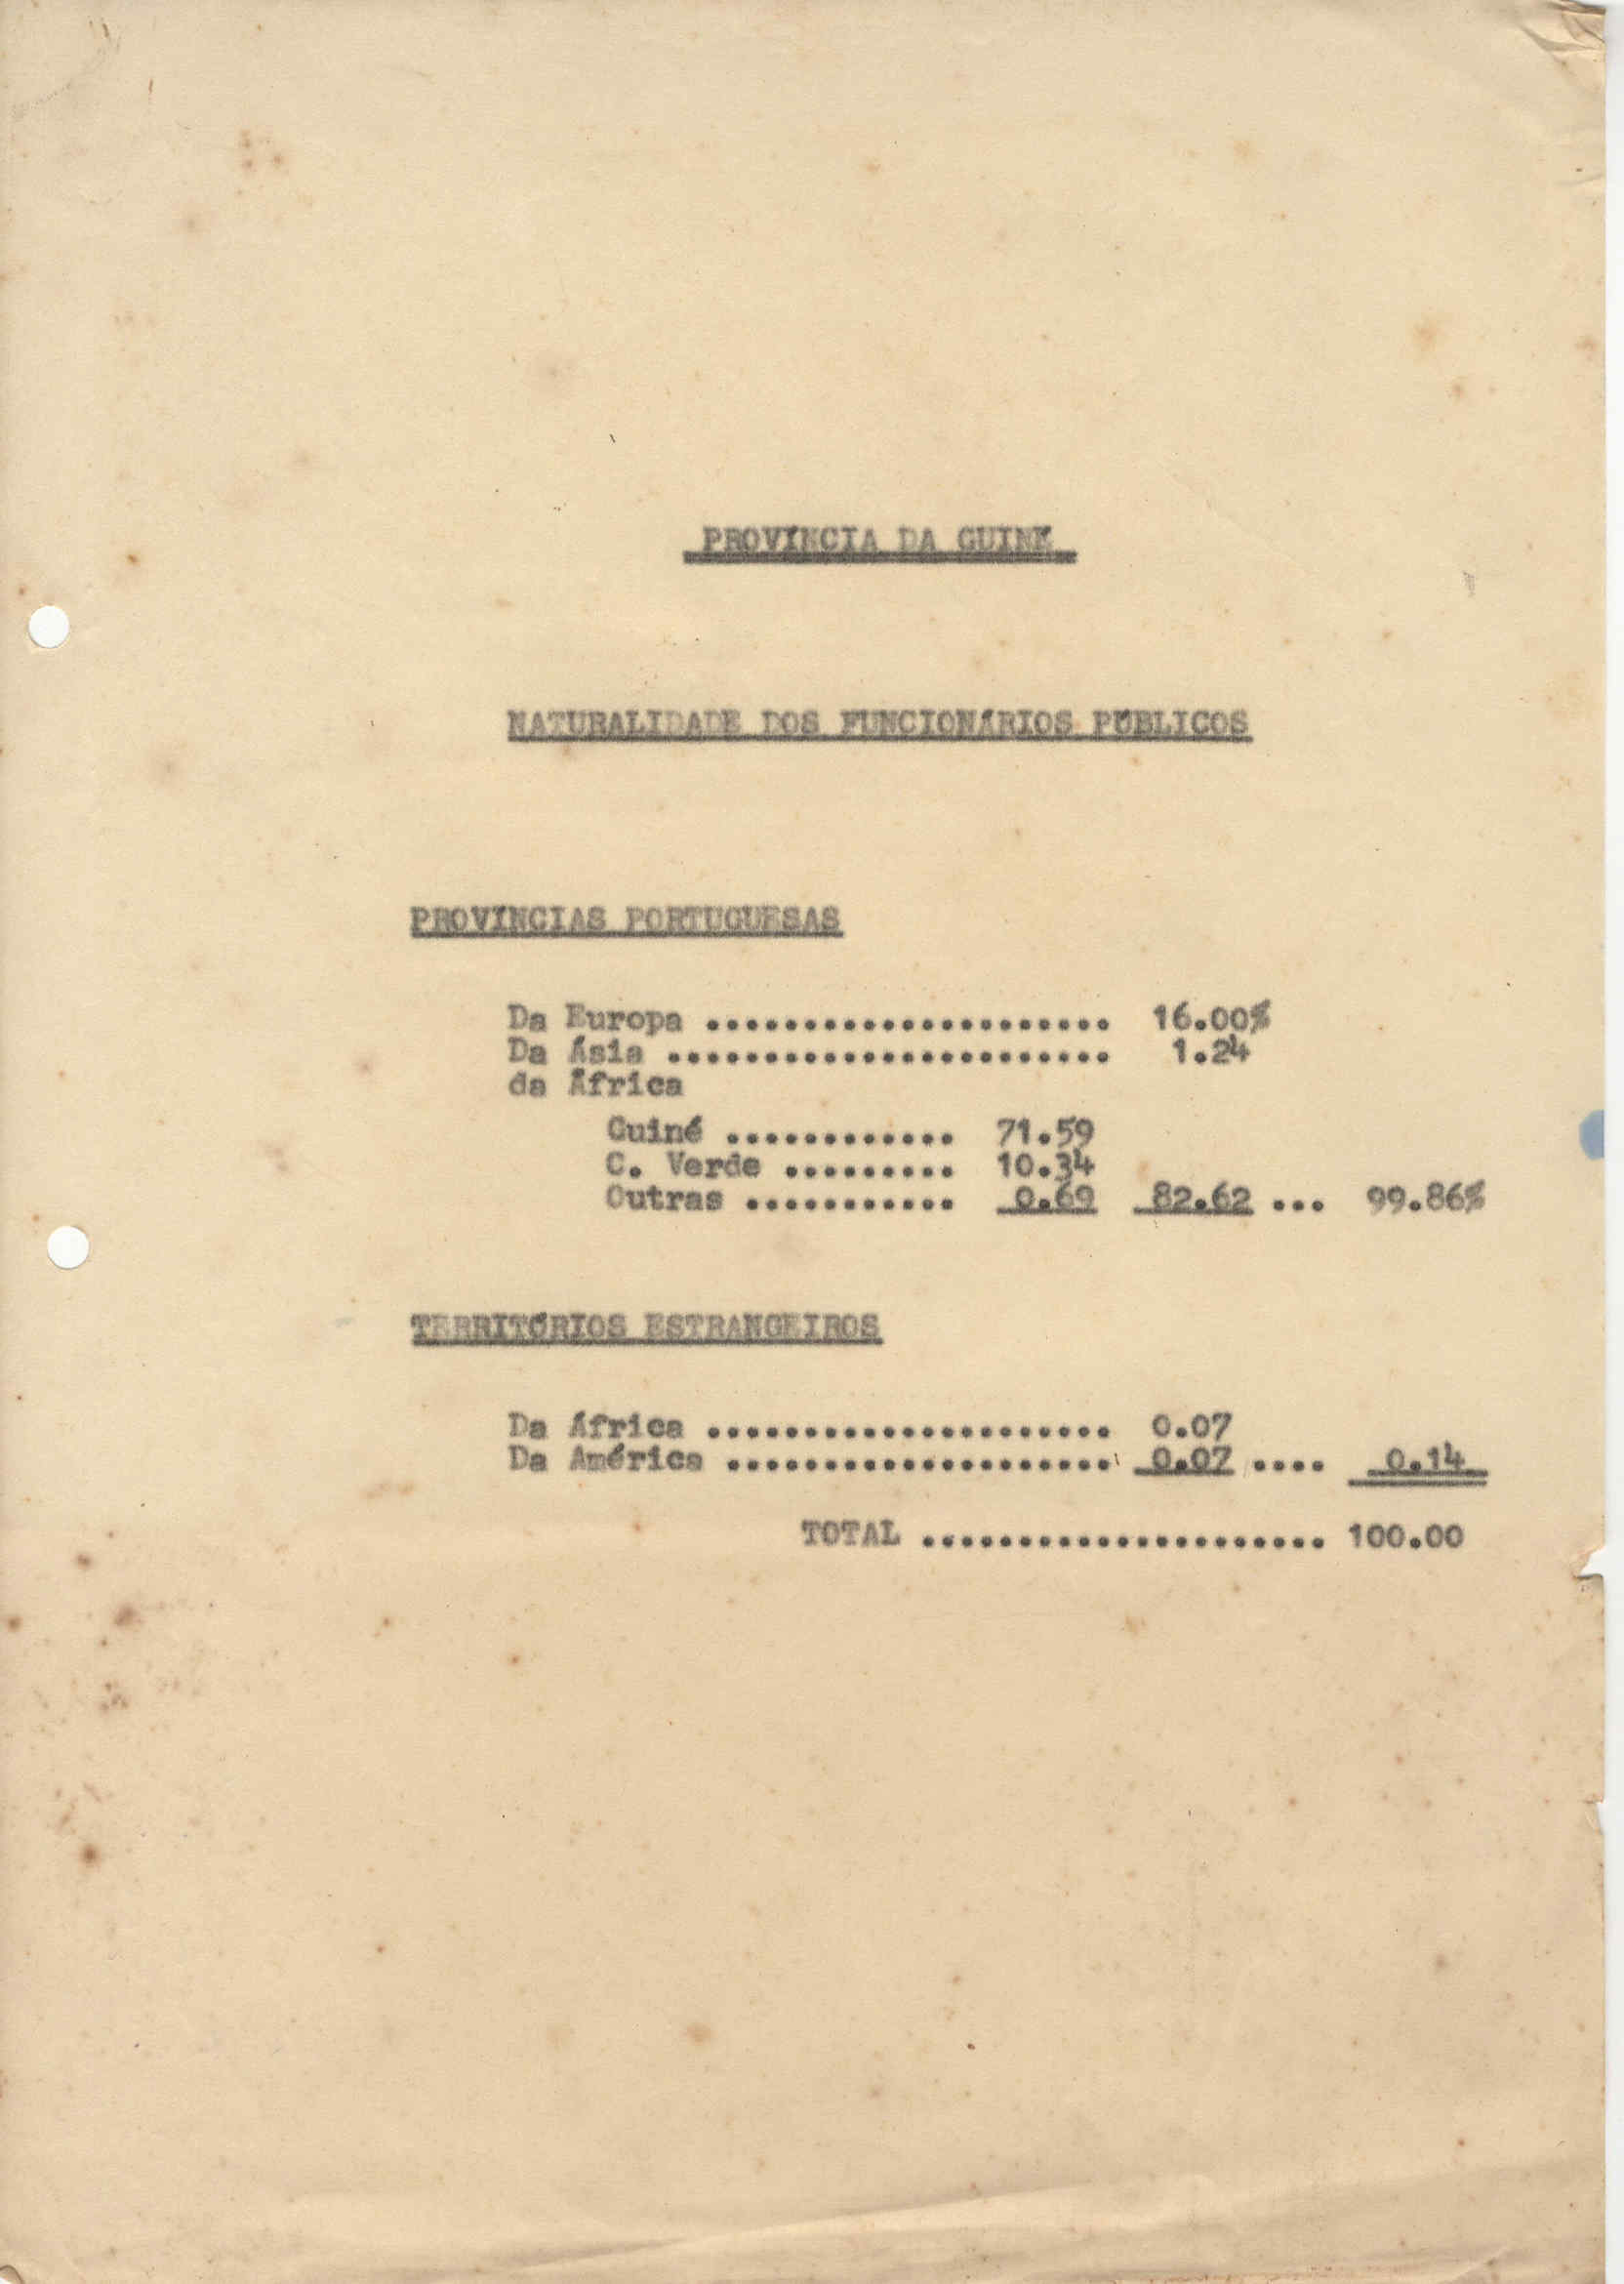 PROVÍNCIA DA GUINÉ
NATURALIDADE DOS FUNCIONÁRIOS PÚBLICOS
PROVÍNCIAS PORTUGUESAS
Da Europa ..................... 16.00%
Da Ásia ....................... 1.24
da África
Guiné ............ 71.59
C. Verde ......... 10.34
Outras ........... 0.69 82.62 ... 99.86%
TERRITÓRIOS ESTRANGEIROS
Da África ..................... 0.07
Da América .................... 0.07 .... 0.14
TOTAL ..................... 100.00